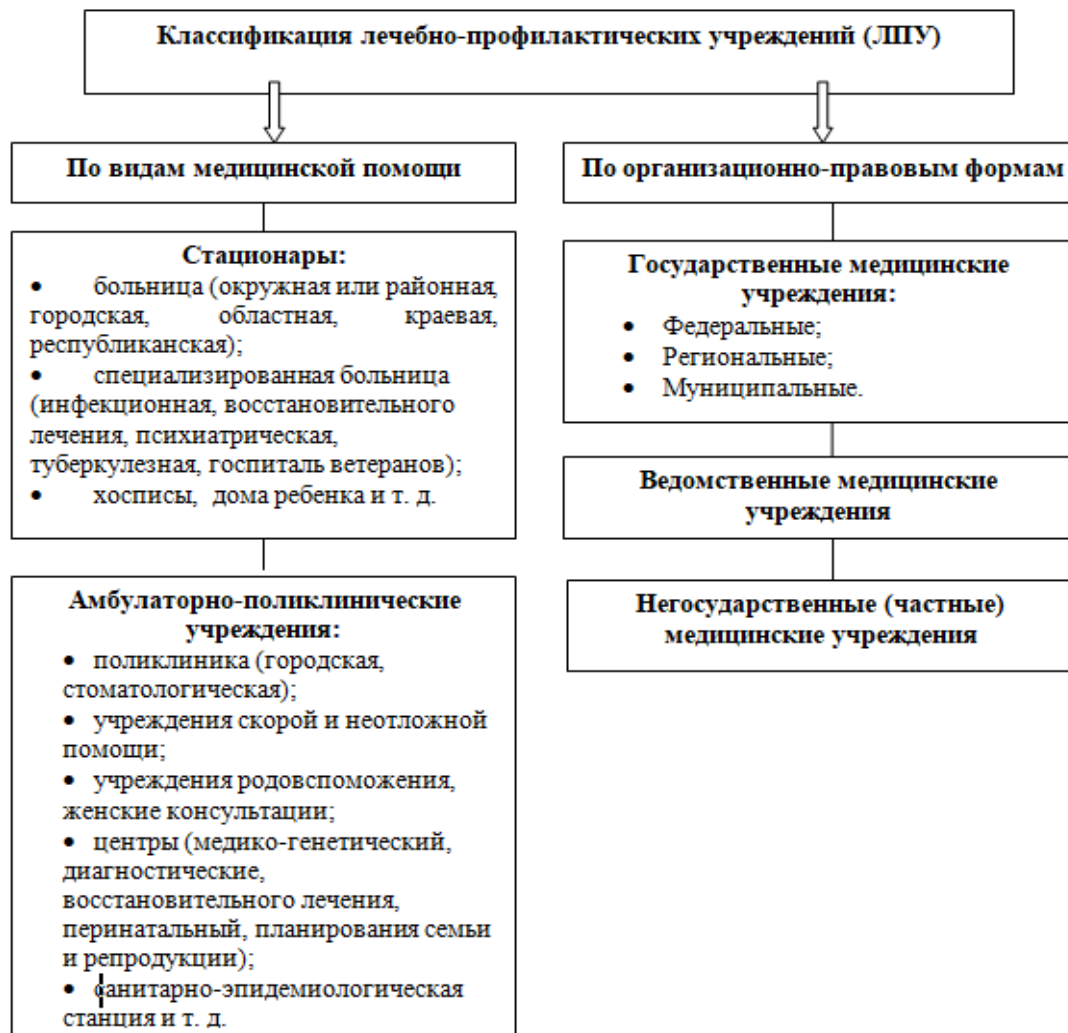 Классификация лечебно-профилактических учреждений (ЛПУ)
По видам медицинской помощи
Стационары:
• больница (окружная или районная,
городская, областная, краевая,
республиканская);
• специализированная больница
(инфекционная, восстановительного
лечения, психиатрическая,
туберкулезная, госпиталь ветеранов);
• хосписы, дома ребенка и т. д.
Амбулаторно-поликлинические
учреждения:
• поликлиника (городская,
стоматологическая);
• учреждения скорой и неотложной
помощи;
• учреждения родовспоможения,
женские консультации;
• центры (медико-генетический,
диагностические,
восстановительного лечения,
перинатальный, планирования семьи
и репродукции);
• санитарно-эпидемиологическая
станция и т. д.
По организационно-правовым формам
Государственные медицинские
учреждения:
• Федеральные;
• Региональные;
• Муниципальные.
Ведомственные медицинские
учреждения
Негосударственные (частные)
медицинские учреждения